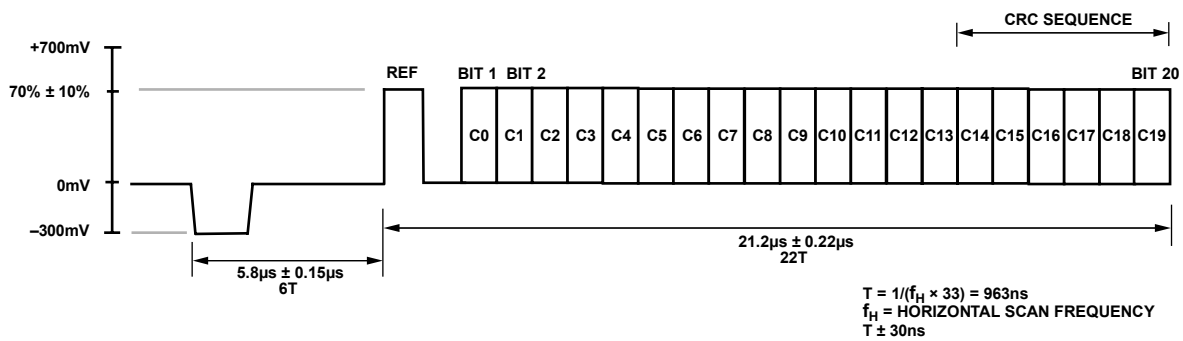 CRC SEQUENCE
+700mV
REF
BIT 1 BIT 2
BIT 20
70% ± 10%
C0 C1 C2 C3 C4 C5 C6 C7 C8 C9 C10 C11 C12 C13 C14 C15 C16 C17 C18 C19
0mV
–300mV
21.2µs ± 0.22µs
22T
5.8µs ± 0.15µs
6T
T = 1/(fH × 33) = 963ns
fH = HORIZONTAL SCAN FREQUENCY
T ± 30ns